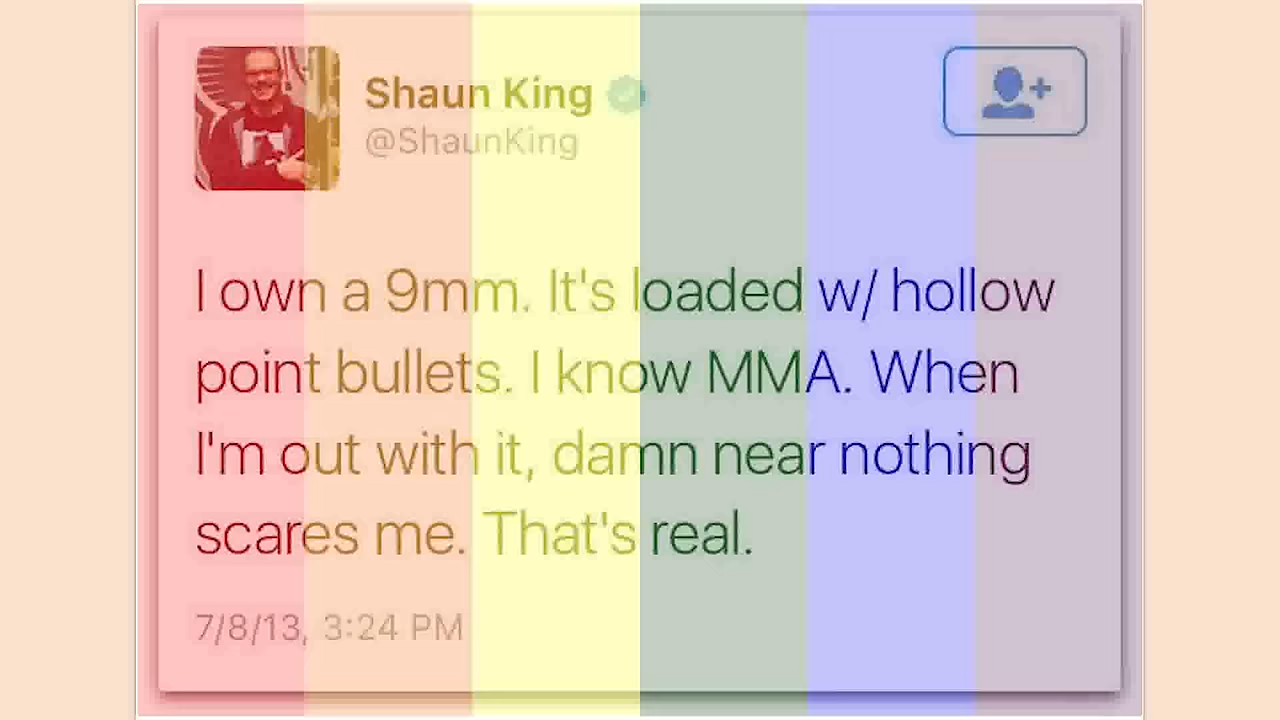 Shaun King
@ShaunKing
I own a 9mm. It's loaded w/ hollow
point bullets. I know MMA. When
I'm out with it, damn near nothing
scares me. That's real.
7/8/13, 3:24 PM